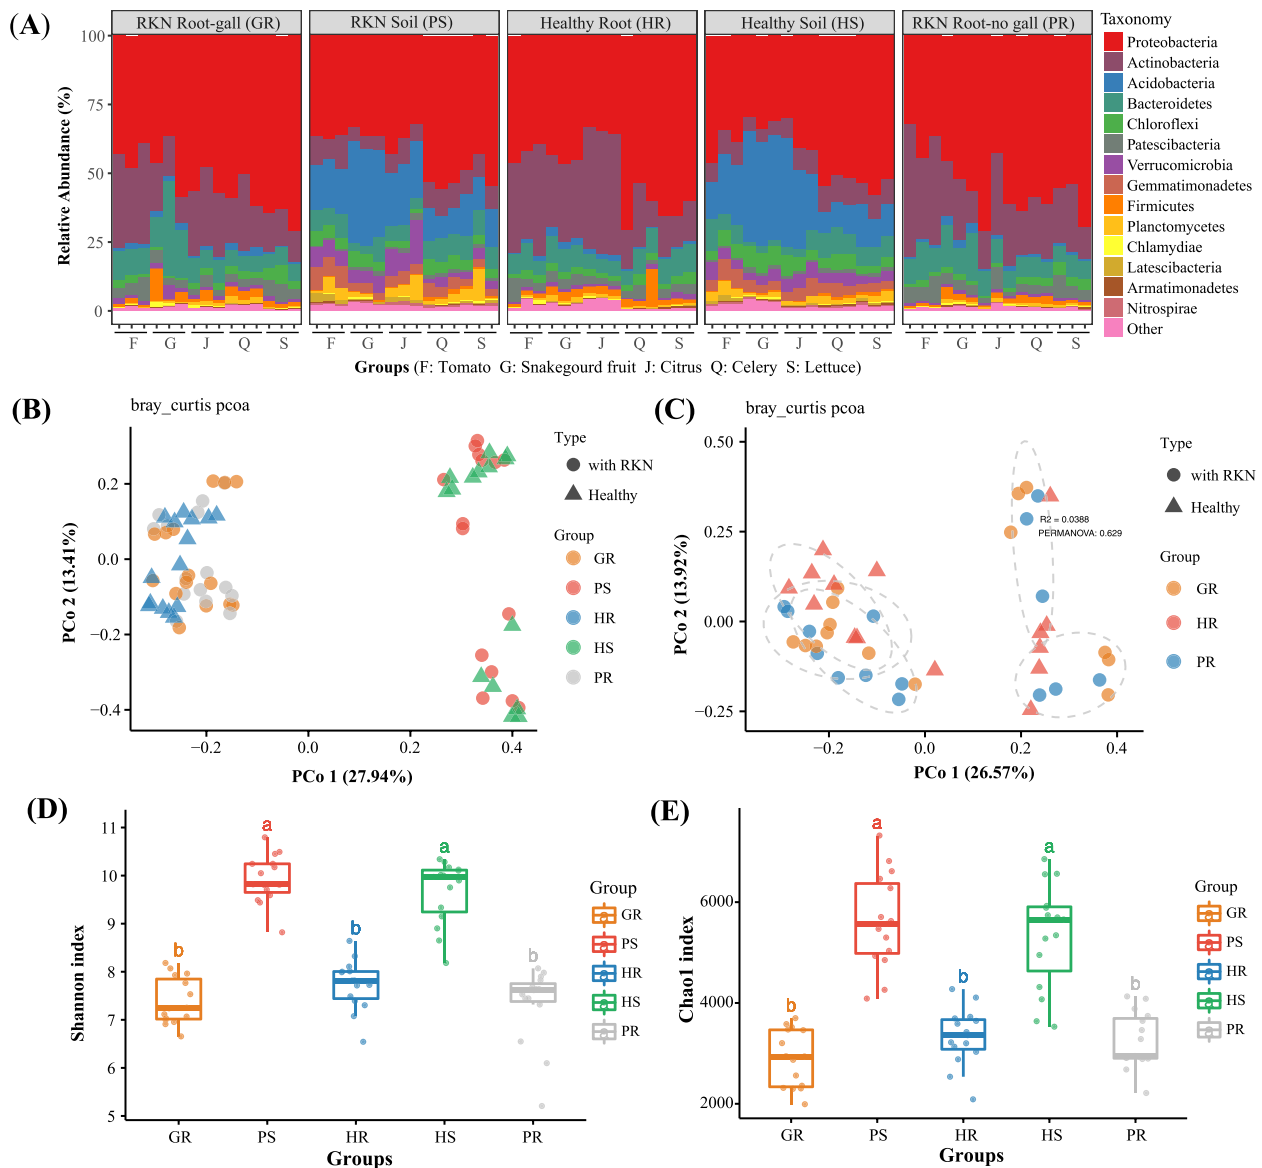 (A)
RKN Root-gall (GR)
RKN Soil (PS)
Healthy Root (HR)
Healthy Soil (HS)
RKN Root-no gall (PR)
Relative Abundance (%)
100
75
50
25
0
F G J Q S
F G J Q S
F G J Q S
F G J Q S
F G J Q S
Groups (F: Tomato G: Snakegourd fruit J: Citrus Q: Celery S: Lettuce)
Taxonomy
Proteobacteria
Actinobacteria
Acidobacteria
Bacteroidetes
Chloroflexi
Patescibacteria
Verrucomicrobia
Gemmatimonadetes
Firmicutes
Planctomycetes
Chlamydiae
Latescibacteria
Armatimonadetes
Nitrospirae
Other
(B)
bray_curtis pcoa
PCo 2 (13.41%)
0.2
0.0
−0.2
−0.4
−0.2 0.0 0.2 0.4
PCo 1 (27.94%)
Type
with RKN
Healthy
Group
GR
PS
HR
HS
PR
(C)
bray_curtis pcoa
PCo 2 (13.92%)
0.50
0.25
0.00
−0.25
R2 = 0.0388
PERMANOVA: 0.629
−0.2 0.0 0.2 0.4
PCo 1 (26.57%)
Type
with RKN
Healthy
Group
GR
HR
PR
(D)
Shannon index
11
10
9
8
7
6
5
b a b a b
GR PS HR HS PR
Groups
Group
GR
PS
HR
HS
PR
(E)
Chao1 index
6000
4000
2000
b a b a b
GR PS HR HS PR
Groups
Group
GR
PS
HR
HS
PR